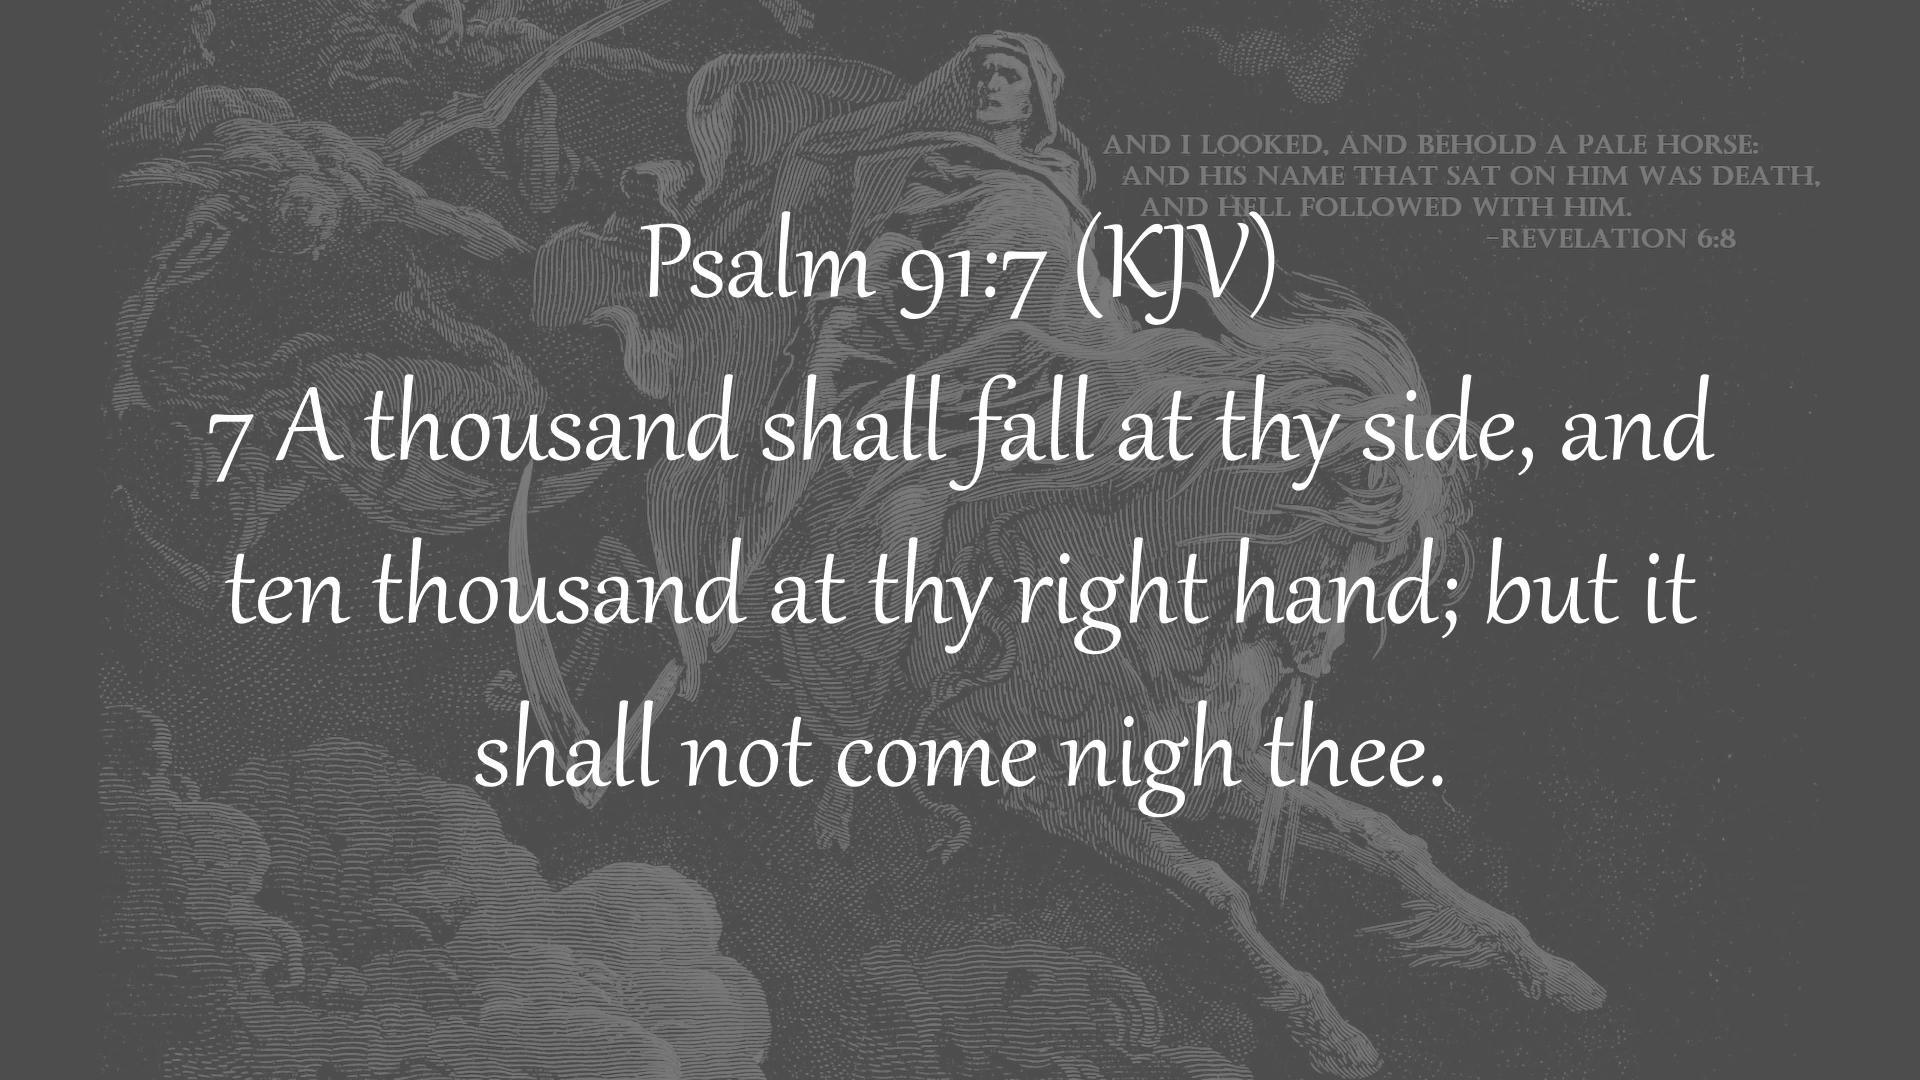 AND I LOOKED, AND BEHOLD A PALE HORSE:
AND HIS NAME THAT SAT ON HIM WAS DEATH,
AND HELL FOLLOWED WITH HIM.
-REVELATION 6:8
Psalm 91:7 (KJV)
7 A thousand shall fall at thy side, and
ten thousand at thy right hand; but it
shall not come nigh thee.